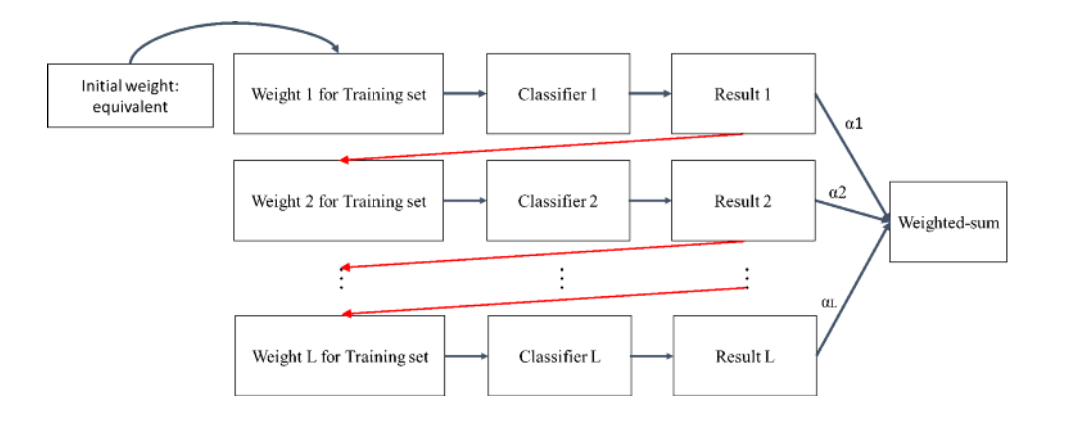 Initial weight:
equivalent
Weight 1 for Training set
Classifier 1
Result 1
α1
Weight 2 for Training set
Classifier 2
Result 2
α2
Weighted-sum
αL
Weight L for Training set
Classifier L
Result L